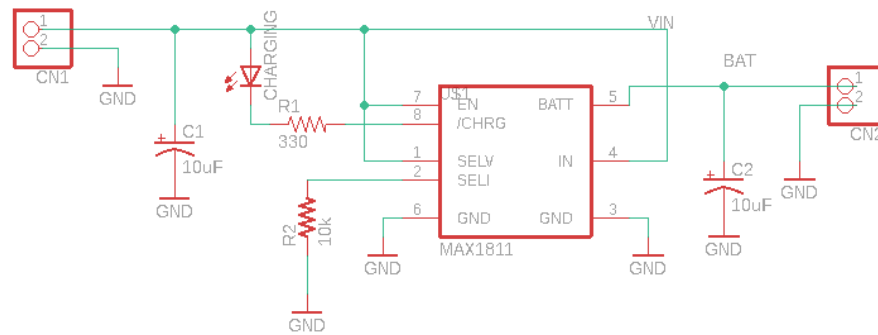 1
2
CN1
GND
CHARGING
VIN
C1
10uF
GND
R1
330
U$1
7
EN
8
/CHRG
1
SELV
2
SELI
6
GND
BATT
5
IN
4
GND
3
MAX1811
R2
10k
GND
GND
GND
BAT
C2
10uF
GND
1
2
CN2
GND